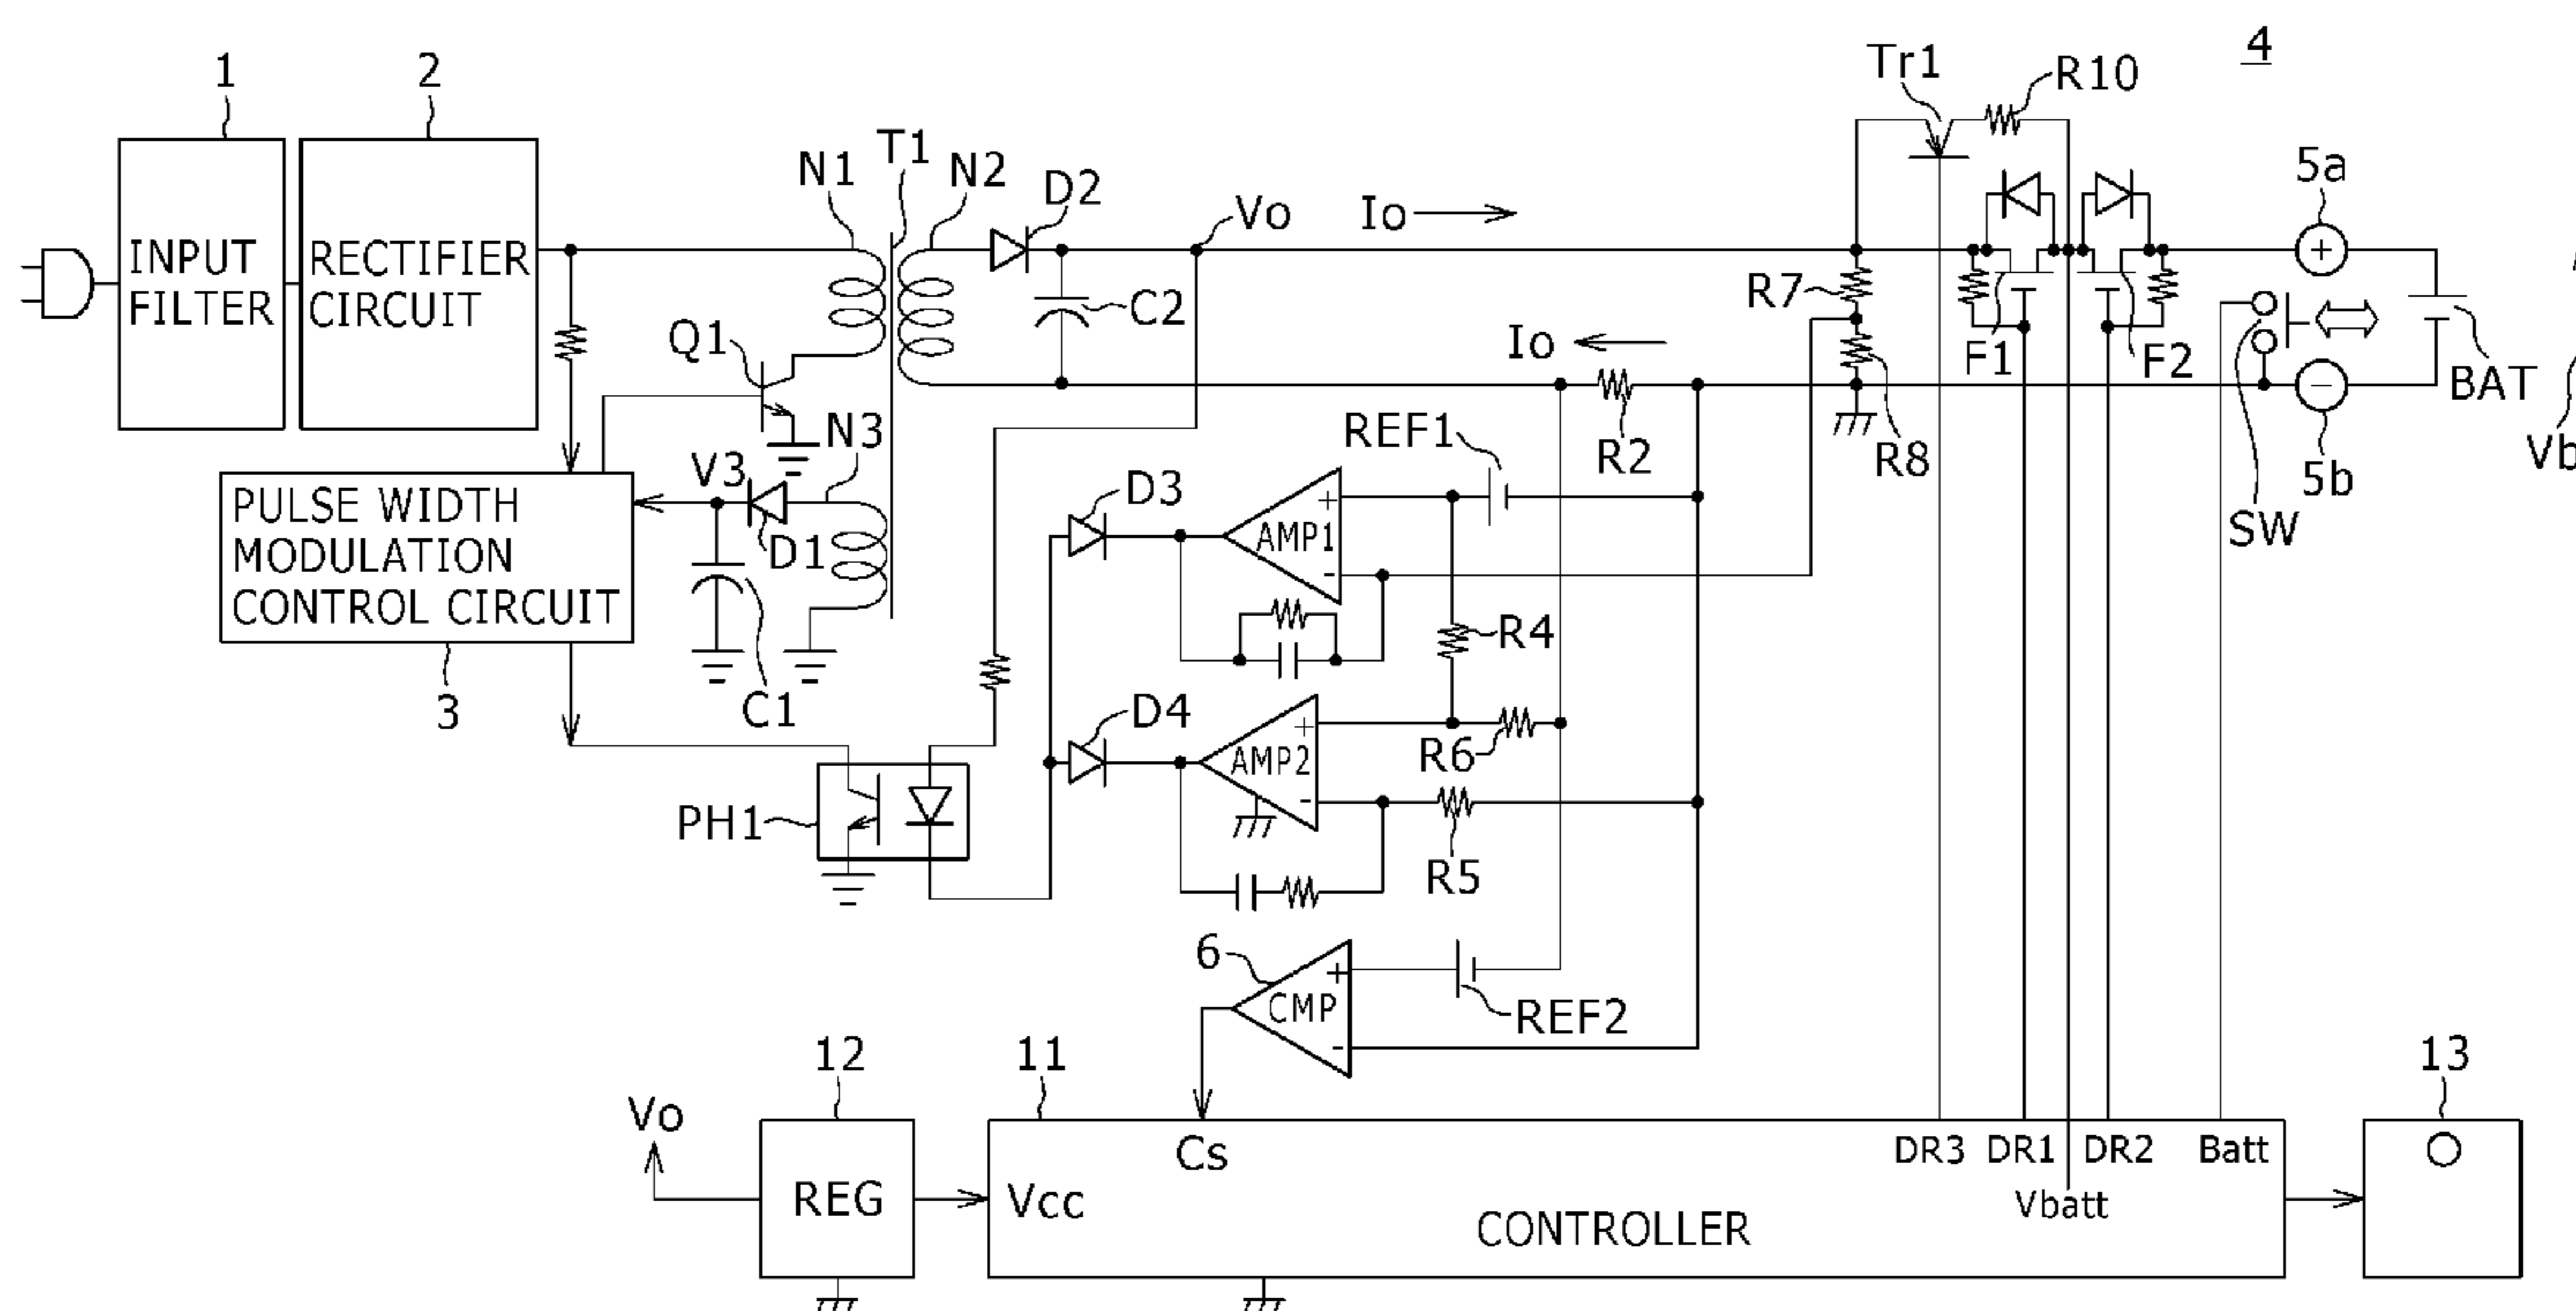 4
Tr1
R10
1
2
T1
N1
N2
D2
5a
Vo
Io
INPUT
FILTER
RECTIFIER
CIRCUIT
+
R7
C2
Q1
Io
F1
F2
BAT
−
N3
REF1
R2
R8
Vb
5b
V3
D3
SW
PULSE WIDTH
MODULATION
CONTROL CIRCUIT
+
AMP1
-
D1
R4
3
C1
D4
+
AMP2
-
R6
PH1
R5
6
+
CMP
-
REF2
12
11
13
Vo
Cs
DR3
DR1
DR2
Batt
REG
Vcc
Vbatt
CONTROLLER